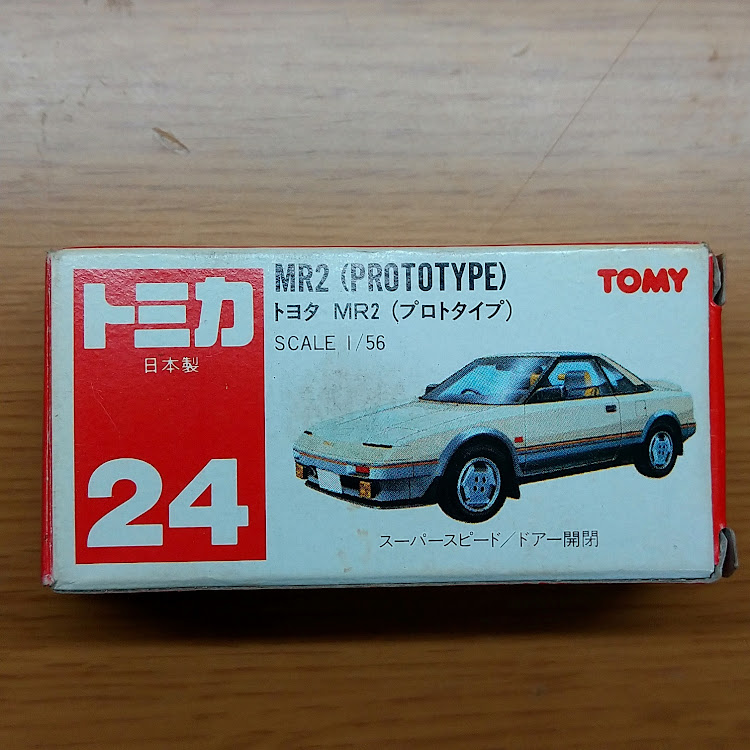 トミカ
日本製
24
MR2 (PROTOTYPE)
トヨタ MR2 (プロトタイプ)
SCALE 1/56
TOMY
スーパースピード/ドアー開閉